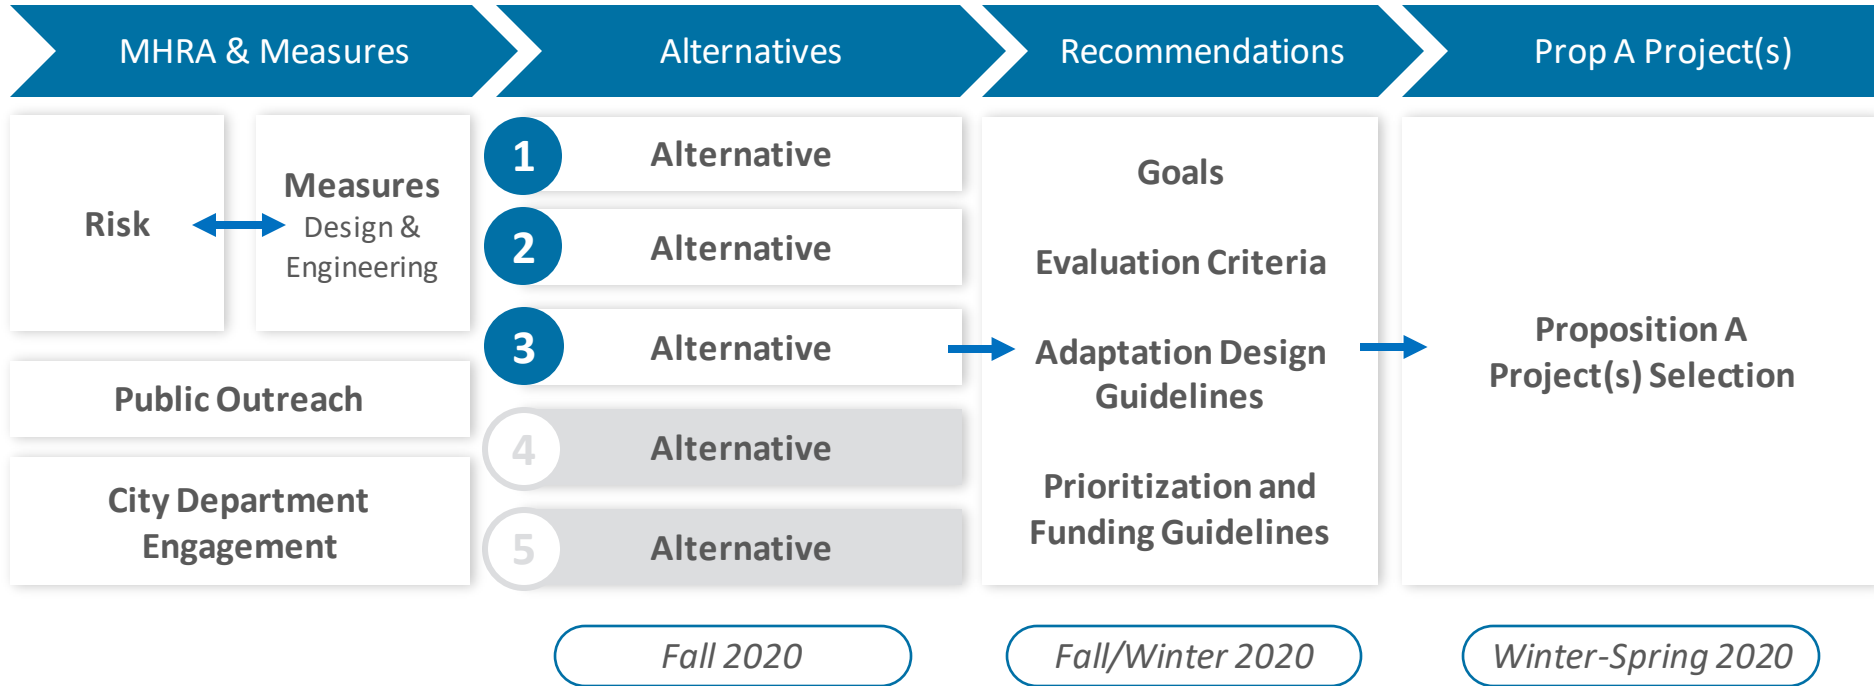 MHRA & Measures
Alternatives
Recommendations
Prop A Project(s)
Risk
Measures
Design &
Engineering
Public Outreach
City Department
Engagement
1
Alternative
2
Alternative
3
Alternative
4
Alternative
5
Alternative
Goals
Evaluation Criteria
Adaptation Design
Guidelines
Prioritization and
Funding Guidelines
Proposition A
Project(s) Selection
Fall 2020
Fall/Winter 2020
Winter-Spring 2020